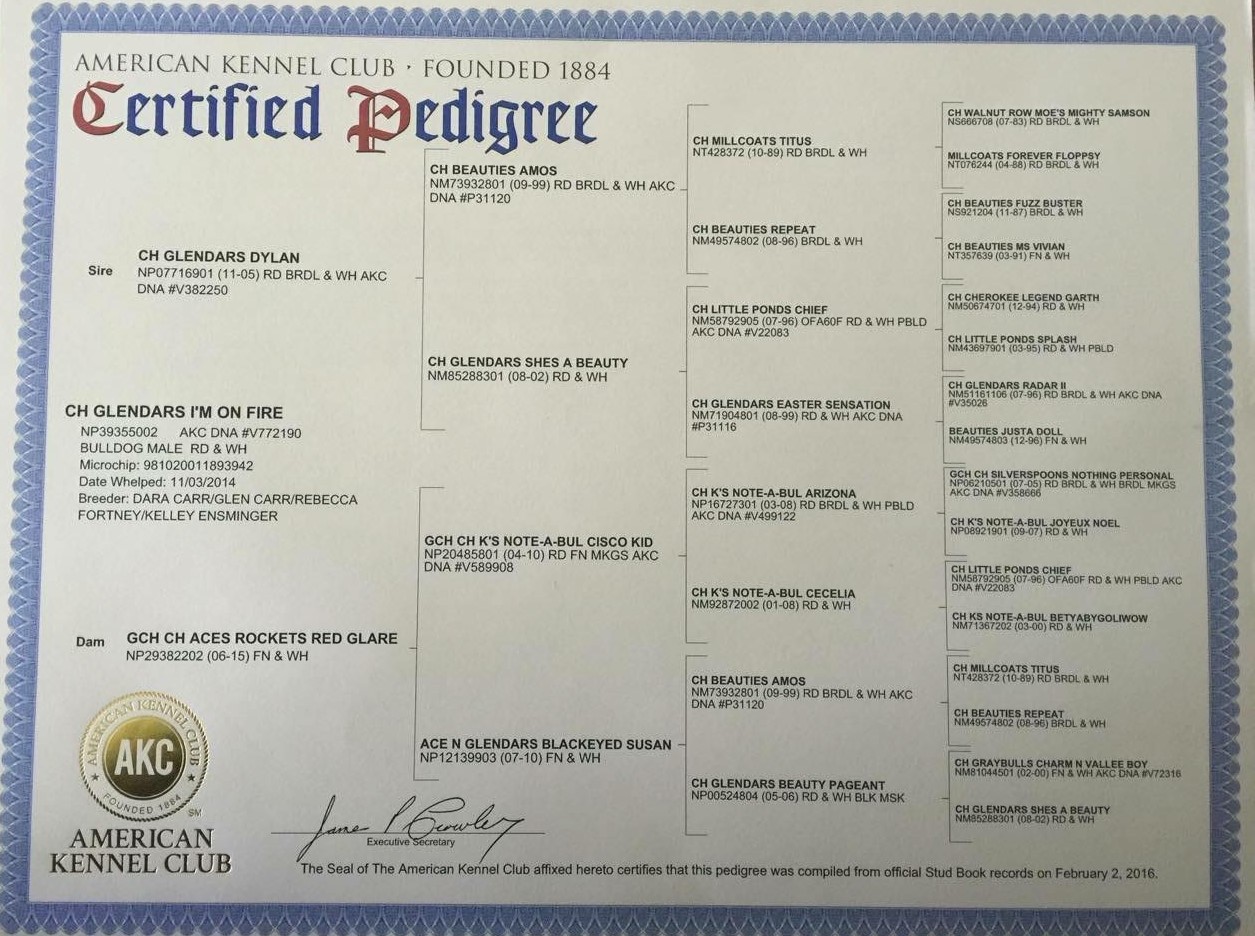 AMERICAN KENNEL CLUB · FOUNDED 1884
Certified Pedigree
Sire
CH GLENDARS DYLAN
NP07716901 (11-05) RD BRDL & WH AKC
DNA #V382250
CH GLENDARS I'M ON FIRE
NP39355002 AKC DNA #V772190
BULLDOG MALE RD & WH
Microchip: 981020011893942
Date Whelped: 11/03/2014
Breeder: DARA CARR/GLEN CARR/REBECCA
FORTNEY/KELLEY ENSMINGER
Dam
GCH CH ACES ROCKETS RED GLARE
NP29382202 (06-15) FN & WH
CH BEAUTIES AMOS
NM73932801 (09-99) RD BRDL & WH AKC
DNA #P31120
CH GLENDARS SHES A BEAUTY
NM85288301 (08-02) RD & WH
GCH CH K'S NOTE-A-BUL CISCO KID
NP20485801 (04-10) RD FN MKGS AKC
DNA #V589908
ACE N GLENDARS BLACKEYED SUSAN
NP12139903 (07-10) FN & WH
CH MILLCOATS TITUS
NT428372 (10-89) RD BRDL & WH
CH BEAUTIES REPEAT
NM49574802 (08-96) BRDL & WH
CH LITTLE PONDS CHIEF
NM58792905 (07-96) OFA60F RD & WH PBLD
AKC DNA #V22083
CH GLENDARS EASTER SENSATION
NM71904801 (08-99) RD & WH AKC DNA
#P31116
CH K'S NOTE-A-BUL ARIZONA
NP16727301 (03-08) RD BRDL & WH PBLD
AKC DNA #V499122
CH K'S NOTE-A-BUL CECELIA
NM92872002 (01-08) RD & WH
CH BEAUTIES AMOS
NM73932801 (09-99) RD BRDL & WH AKC
DNA #P31120
CH GLENDARS BEAUTY PAGEANT
NP00524804 (05-06) RD & WH BLK MSK
CH WALNUT ROW MOE'S MIGHTY SAMSON
NS666708 (07-83) RD BRDL & WH
MILLCOATS FOREVER FLOPPSY
NT076244 (04-88) RD BRDL & WH
CH BEAUTIES FUZZ BUSTER
NS921204 (11-87) BRDL & WH
CH BEAUTIES MS VIVIAN
NT357639 (03-91) FN & WH
CH CHEROKEE LEGEND GARTH
NM50674701 (12-94) RD & WH
CH LITTLE PONDS SPLASH
NM43697901 (03-95) RD & WH PBLD
CH GLENDARS RADAR II
NM51161106 (07-96) RD BRDL & WH AKC DNA
#V35026
BEAUTIES JUSTA DOLL
NM49574803 (12-96) FN & WH
GCH CH SILVERSPOONS NOTHING PERSONAL
NP06210501 (07-05) RD BRDL & WH BRDL MKGS
AKC DNA #V358666
CH K'S NOTE-A-BUL JOYEUX NOEL
NP08921901 (09-07) RD & WH
CH LITTLE PONDS CHIEF
NM58792905 (07-96) OFA60F RD & WH PBLD AKC
DNA #V22083
CH KS NOTE-A-BUL BETYABYGOLIWOW
NM71367202 (03-00) RD & WH
CH MILLCOATS TITUS
NT428372 (10-89) RD BRDL & WH
CH BEAUTIES REPEAT
NM49574802 (08-96) BRDL & WH
CH GRAYBULLS CHARM N VALLEE BOY
NM81044501 (02-00) FN & WH AKC DNA #V72316
CH GLENDARS SHES A BEAUTY
NM85288301 (08-02) RD & WH
AMERICAN KENNEL CLUB
AKC
FOUNDED 1884
SM
AMERICAN
KENNEL CLUB
James P Crowley
Executive Secretary
The Seal of The American Kennel Club affixed hereto certifies that this pedigree was compiled from official Stud Book records on February 2, 2016.